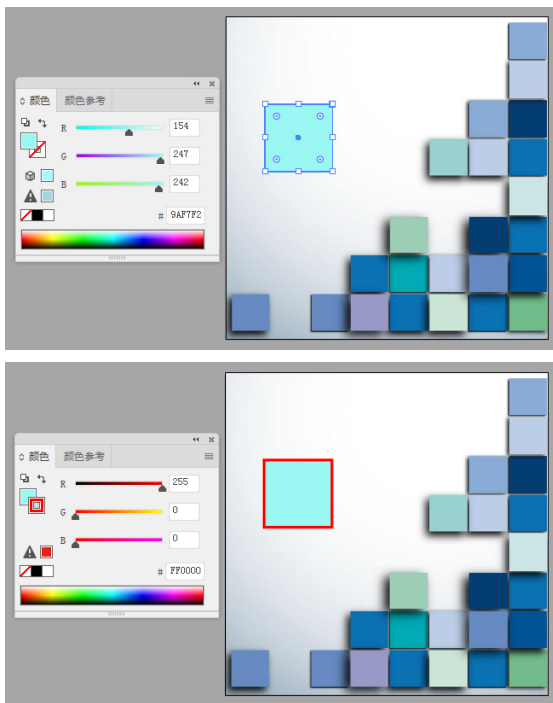 颜色 颜色参考
R 154
G 247
B 242
# 9AF7F2
颜色 颜色参考
R 255
G 0
B 0
# FF0000